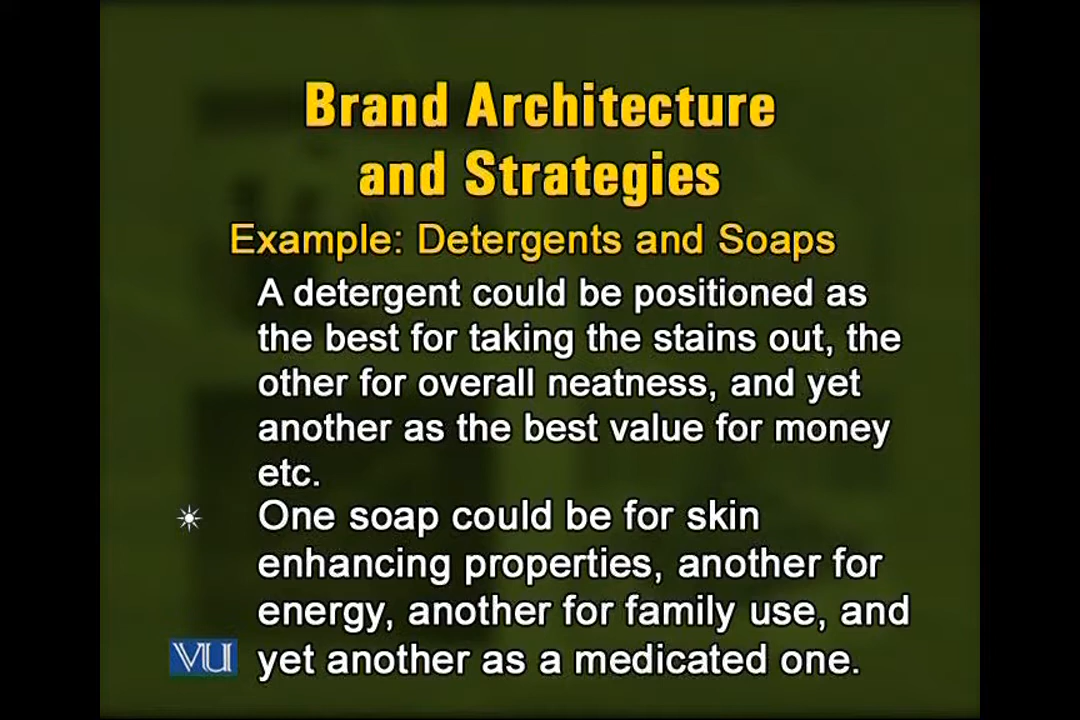 Brand Architecture
and Strategies
Example: Detergents and Soaps
A detergent could be positioned as
the best for taking the stains out, the
other for overall neatness, and yet
another as the best value for money
etc.
One soap could be for skin
enhancing properties, another for
energy, another for family use, and
yet another as a medicated one.
VU